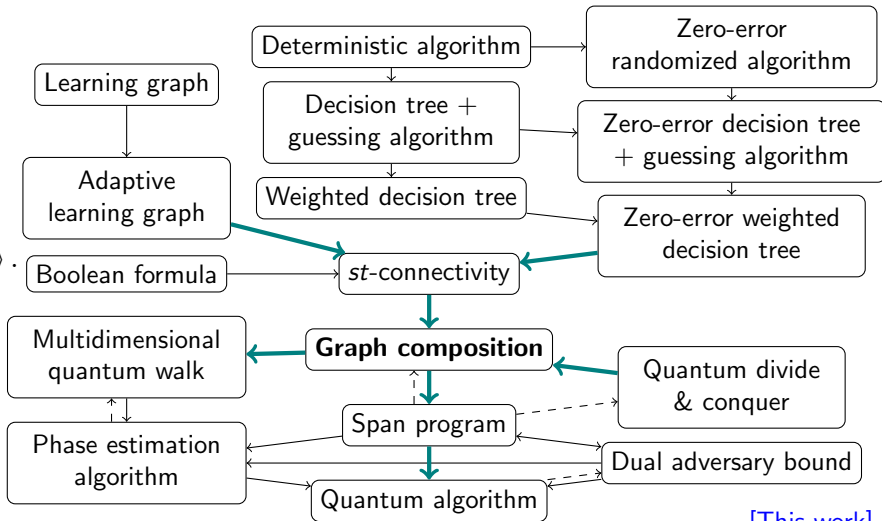 Deterministic algorithm
Zero-error
randomized algorithm
Learning graph
Decision tree +
guessing algorithm
Zero-error decision tree
+ guessing algorithm
Adaptive
learning graph
Weighted decision tree
Zero-error weighted
decision tree
) .
Boolean formula
st-connectivity
Multidimensional
quantum walk
Graph composition
Quantum divide
& conquer
Span program
Phase estimation
algorithm
Dual adversary bound
Quantum algorithm
[This work]